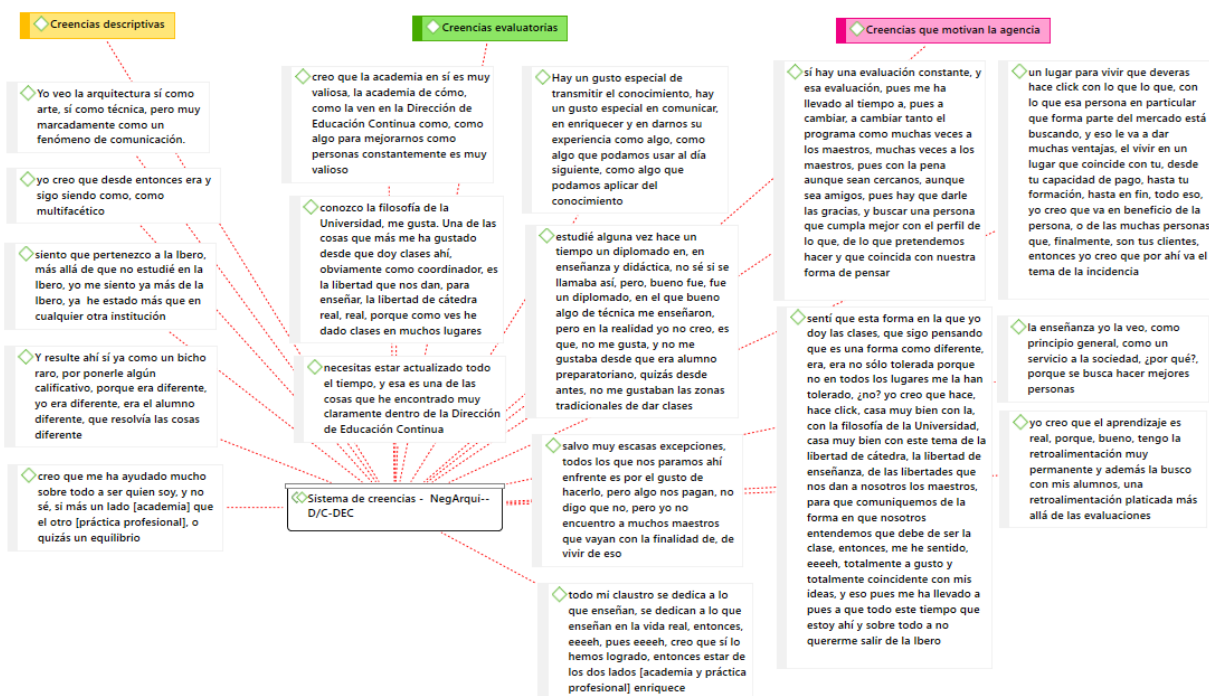 Creencias descriptivas
Yo veo la arquitectura sí como
arte, sí como técnica, pero muy
marcadamente como un
fenómeno de comunicación.
yo creo que desde entonces era y
sigo siendo como, como
multifacético
siento que pertenezco a la Ibero,
más allá de que no estudié en la
Ibero, yo me siento ya más de la
Ibero, ya he estado más que en
cualquier otra institución
Y resulte ahí sí ya como un bicho
raro, por ponerle algún
calificativo, porque era diferente,
yo era diferente, era el alumno
diferente, que resolvía las cosas
diferente
creo que me ha ayudado mucho
sobre todo a ser quien soy, y no
sé, si más un lado [academia] que
el otro [práctica profesional], o
quizás un equilibrio
Creencias evaluatorias
creo que la academia en sí es muy
valiosa, la academia de cómo,
como la ven en la Dirección de
Educación Continua como, como
algo para mejorarnos como
personas constantemente es muy
valioso
conozco la filosofía de la
Universidad, me gusta. Una de las
cosas que más me ha gustado
desde que doy clases ahí,
obviamente como coordinador, es
la libertad que nos dan, para
enseñar, la libertad de cátedra
real, real, porque como ves he
dado clases en muchos lugares
necesitas estar actualizado todo
el tiempo, y esa es una de las
cosas que he encontrado muy
claramente dentro de la Dirección
de Educación Continua
Sistema de creencias - NegArqui--
D/C-DEC
Hay un gusto especial de
transmitir el conocimiento, hay
un gusto especial en comunicar,
en enriquecer y en darnos su
experiencia como algo, como
algo que podamos usar al día
siguiente, como algo que
podamos aplicar del
conocimiento
estudié alguna vez hace un
tiempo un diplomado en, en
enseñanza y didáctica, no sé si se
llamaba así, pero, bueno fue, fue
un diplomado, en el que bueno
algo de técnica me enseñaron,
pero en la realidad yo no creo, es
que, no me gusta, y no me
gustaba desde que era alumno
preparatoriano, quizás desde
antes, no me gustaban las zonas
tradicionales de dar clases
salvo muy escasas excepciones,
todos los que nos paramos ahí
enfrente es por el gusto de
hacerlo, pero algo nos pagan, no
digo que no, pero yo no
encuentro a muchos maestros
que vayan con la finalidad de, de
vivir de eso
todo mi claustro se dedica a lo
que enseñan, se dedican a lo que
enseñan en la vida real, entonces,
eeeeh, pues eeeeh, creo que sí lo
hemos logrado, entonces estar de
los dos lados [academia y práctica
profesional] enriquece
Creencias que motivan la agencia
sí hay una evaluación constante, y
esa evaluación, pues me ha
llevado al tiempo a, pues a
cambiar, a cambiar tanto el
programa como muchas veces a
los maestros, muchas veces a los
maestros, pues con la pena
aunque sean cercanos, aunque
sea amigos, pues hay que darle
las gracias, y buscar una persona
que cumpla mejor con el perfil de
lo que, de lo que pretendemos
hacer y que coincida con nuestra
forma de pensar
sentí que esta forma en la que yo
doy las clases, que sigo pensando
que es una forma como diferente,
era, era no sólo tolerada porque
no en todos los lugares me la han
tolerado, ¿no? yo creo que hace,
hace click, casa muy bien con la,
con la filosofía de la Universidad,
casa muy bien con este tema de la
libertad de cátedra, la libertad de
enseñanza, de las libertades que
nos dan a nosotros los maestros,
para que comuniquemos de la
forma en que nosotros
entendemos que debe de ser la
clase, entonces, me he sentido,
eeeeh, totalmente a gusto y
totalmente coincidente con mis
ideas, y eso pues me ha llevado a
pues a que todo este tiempo que
estoy ahí y sobre todo a no
quererme salir de la Ibero
un lugar para vivir que deveras
hace click con lo que lo que, con
lo que esa persona en particular
que forma parte del mercado está
buscando, y eso le va a dar
muchas ventajas, el vivir en un
lugar que coincide con tu, desde
tu capacidad de pago, hasta tu
formación, hasta en fin, todo eso,
yo creo que va en beneficio de la
persona, o de las muchas personas
que, finalmente, son tus clientes,
entonces yo creo que por ahí va el
tema de la incidencia
la enseñanza yo la veo, como
principio general, como un
servicio a la sociedad, ¿por qué?,
porque se busca hacer mejores
personas
yo creo que el aprendizaje es
real, porque, bueno, tengo la
retroalimentación muy
permanente y además la busco
con mis alumnos, una
retroalimentación platicada más
allá de las evaluaciones